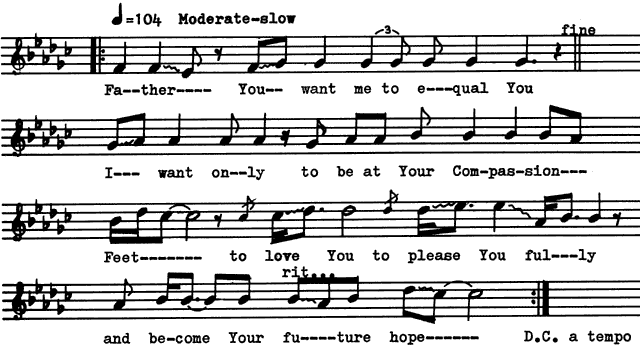 ♩=104 Moderate-slow
fine
3
Fa--ther---- You-- want me to e---qual You
I--- want on--ly to be at Your Com-pas-sion---
Feet------- to love You to please You ful--ly
rit...
and be-come Your fu----ture hope------ D.C. a tempo